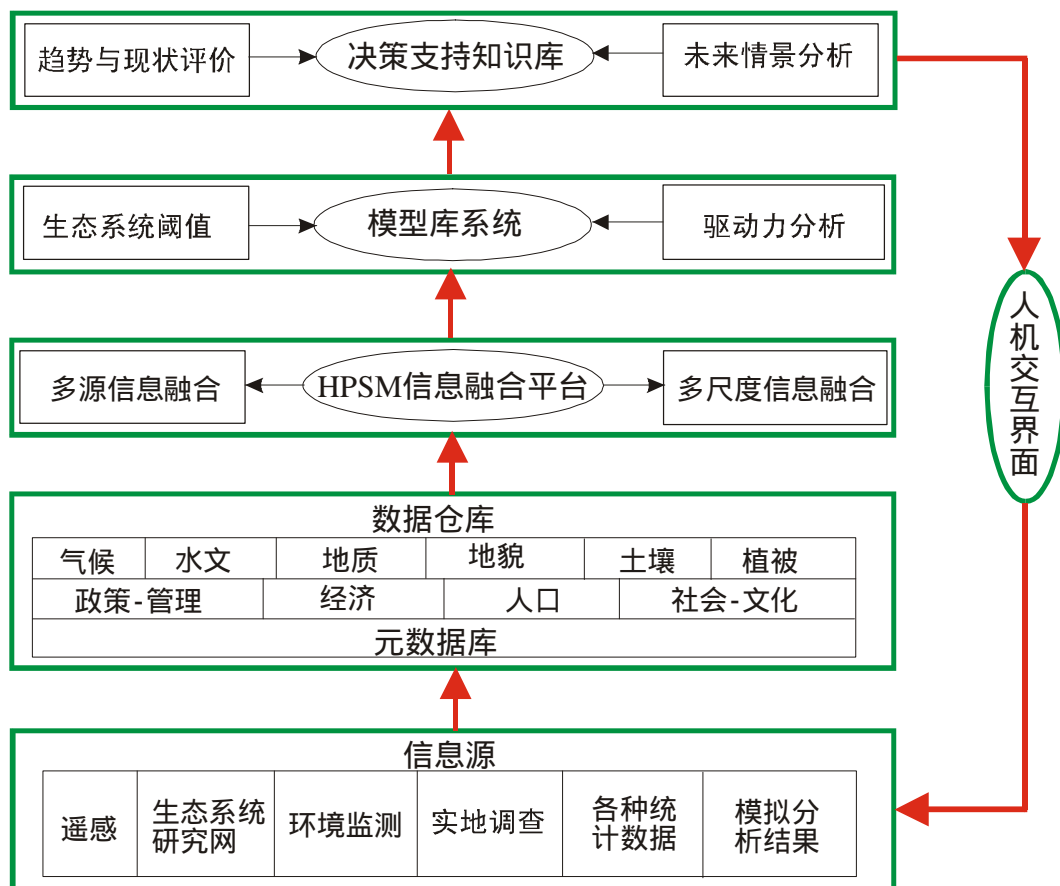 趋势与现状评价
决策支持知识库
未来情景分析
生态系统阈值
模型库系统
驱动力分析
多源信息融合
HPSM信息融合平台
多尺度信息融合
人机交互界面
数据仓库
气候
水文
地质
地貌
土壤
植被
政策-管理
经济
人口
社会-文化
元数据库
信息源
遥感
生态系统
研究网
环境监测
实地调查
各种统
计数据
模拟分
析结果